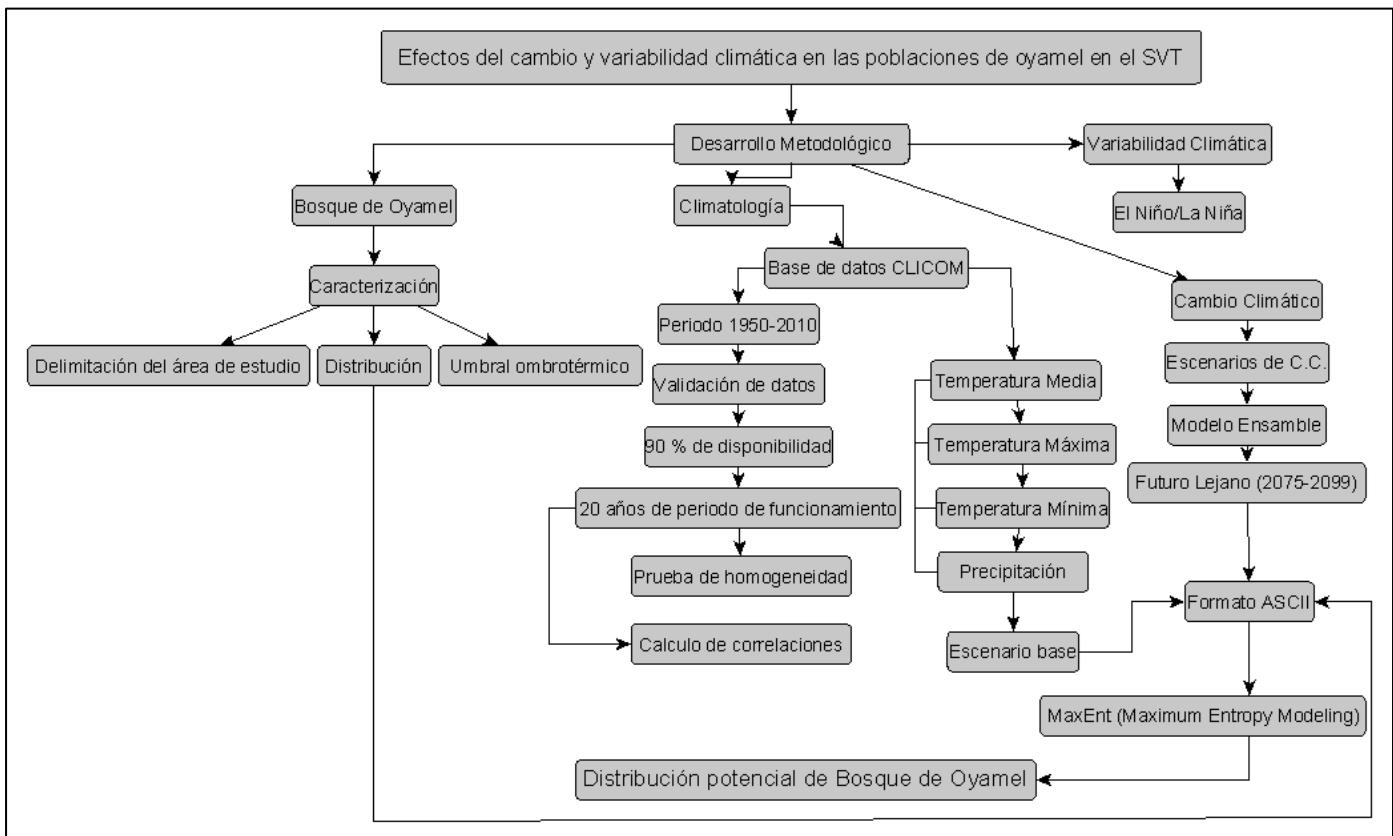 Efectos del cambio y variabilidad climática en las poblaciones de oyamel en el SVT
Desarrollo Metodológico
Variabilidad Climática
Bosque de Oyamel
Climatología
El Niño/La Niña
Base de datos CLICOM
Caracterización
Cambio Climático
Periodo 1950-2010
Delimitación del área de estudio
Distribución
Umbral ombrotérmico
Escenarios de C.C.
Validación de datos
Temperatura Media
Modelo Ensamble
90 % de disponibilidad
Temperatura Máxima
Futuro Lejano (2075-2099)
20 años de periodo de funcionamiento
Temperatura Mínima
Prueba de homogeneidad
Precipitación
Formato ASCII
Calculo de correlaciones
Escenario base
MaxEnt (Maximum Entropy Modeling)
Distribución potencial de Bosque de Oyamel